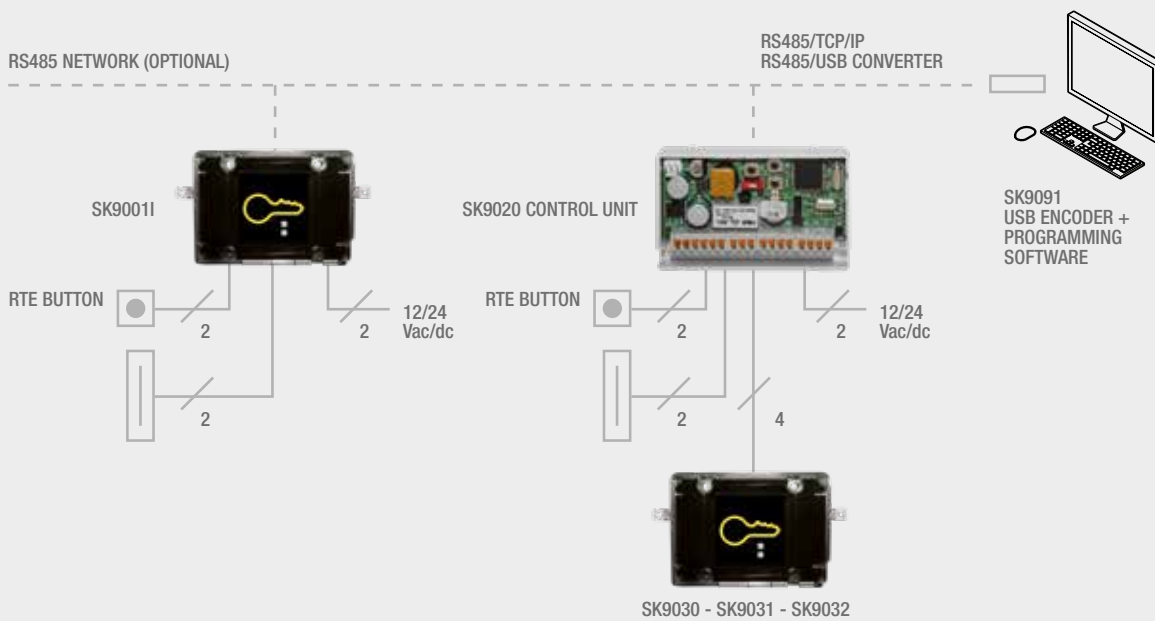 RS485 NETWORK (OPTIONAL)
RS485/TCP/IP
RS485/USB CONVERTER
SK9001I
SK9020 CONTROL UNIT
SK9091
USB ENCODER +
PROGRAMMING
SOFTWARE
RTE BUTTON
2
2
12/24
Vac/dc
2
RTE BUTTON
2
2
12/24
Vac/dc
2
4
SK9030 - SK9031 - SK9032